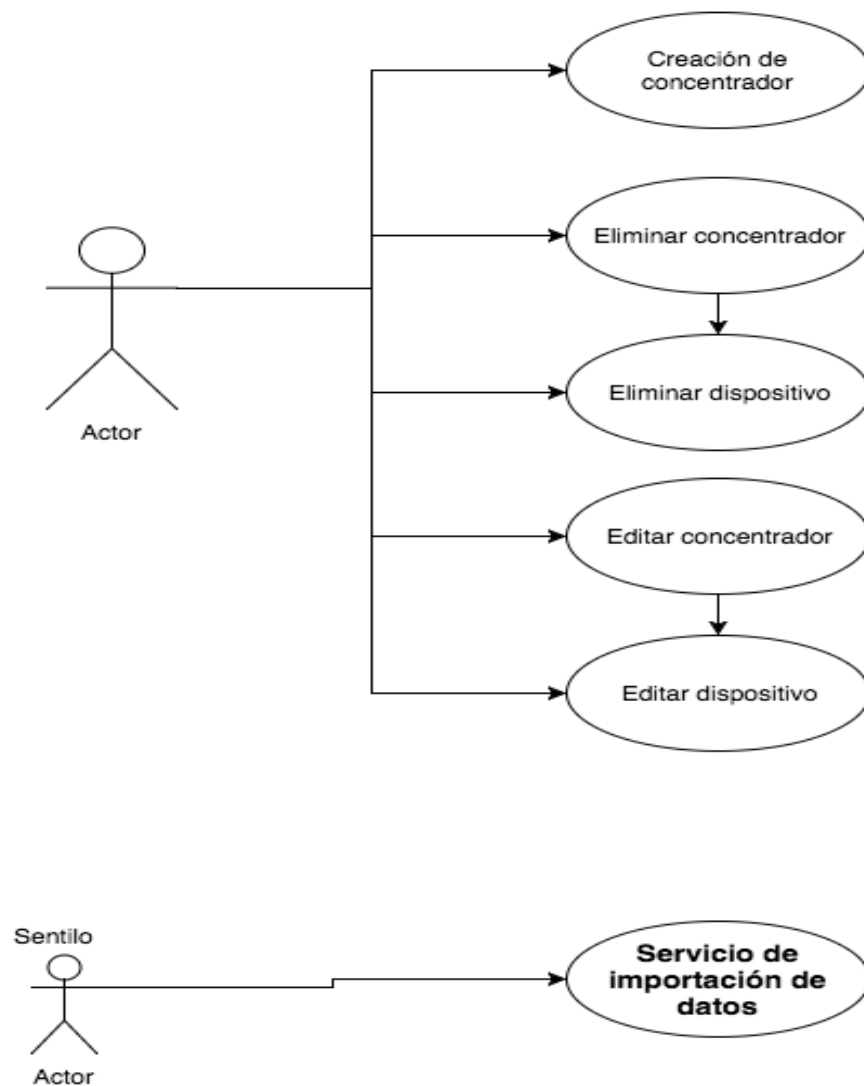 Creación de
concentrador
Eliminar concentrador
Eliminar dispositivo
Actor
Editar concentrador
Editar dispositivo
Sentilo
Servicio de
importación de
datos
Actor